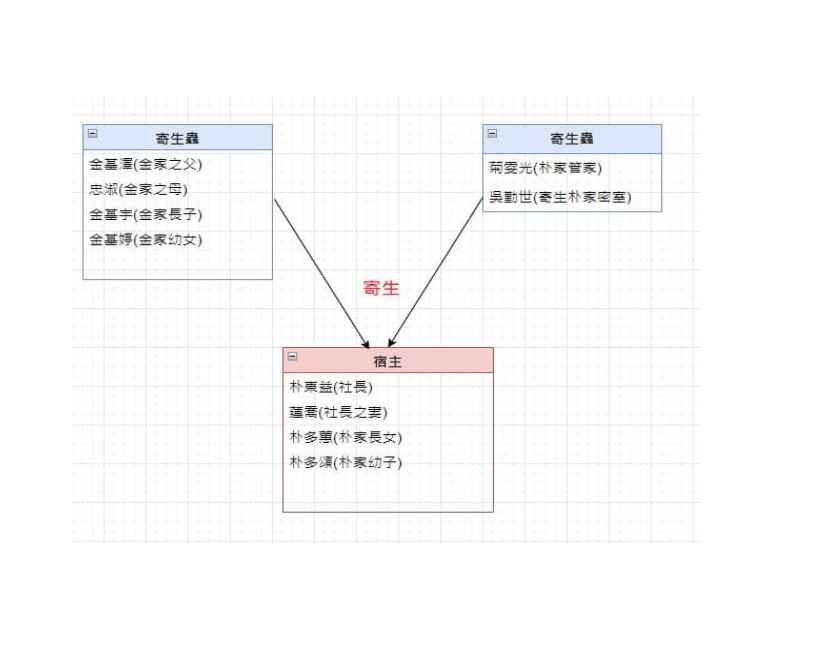 寄生蟲
金基澤(金家之父)
忠淑(金家之母)
金基宇(金家長子)
金基婷(金家幼女)
寄生蟲
菊雯光(朴家管家)
吳勤世(寄生朴家密室)
寄生
宿主
朴東益(社長)
蓮喬(社長之妻)
朴多蕙(朴家長女)
朴多頌(朴家幼子)